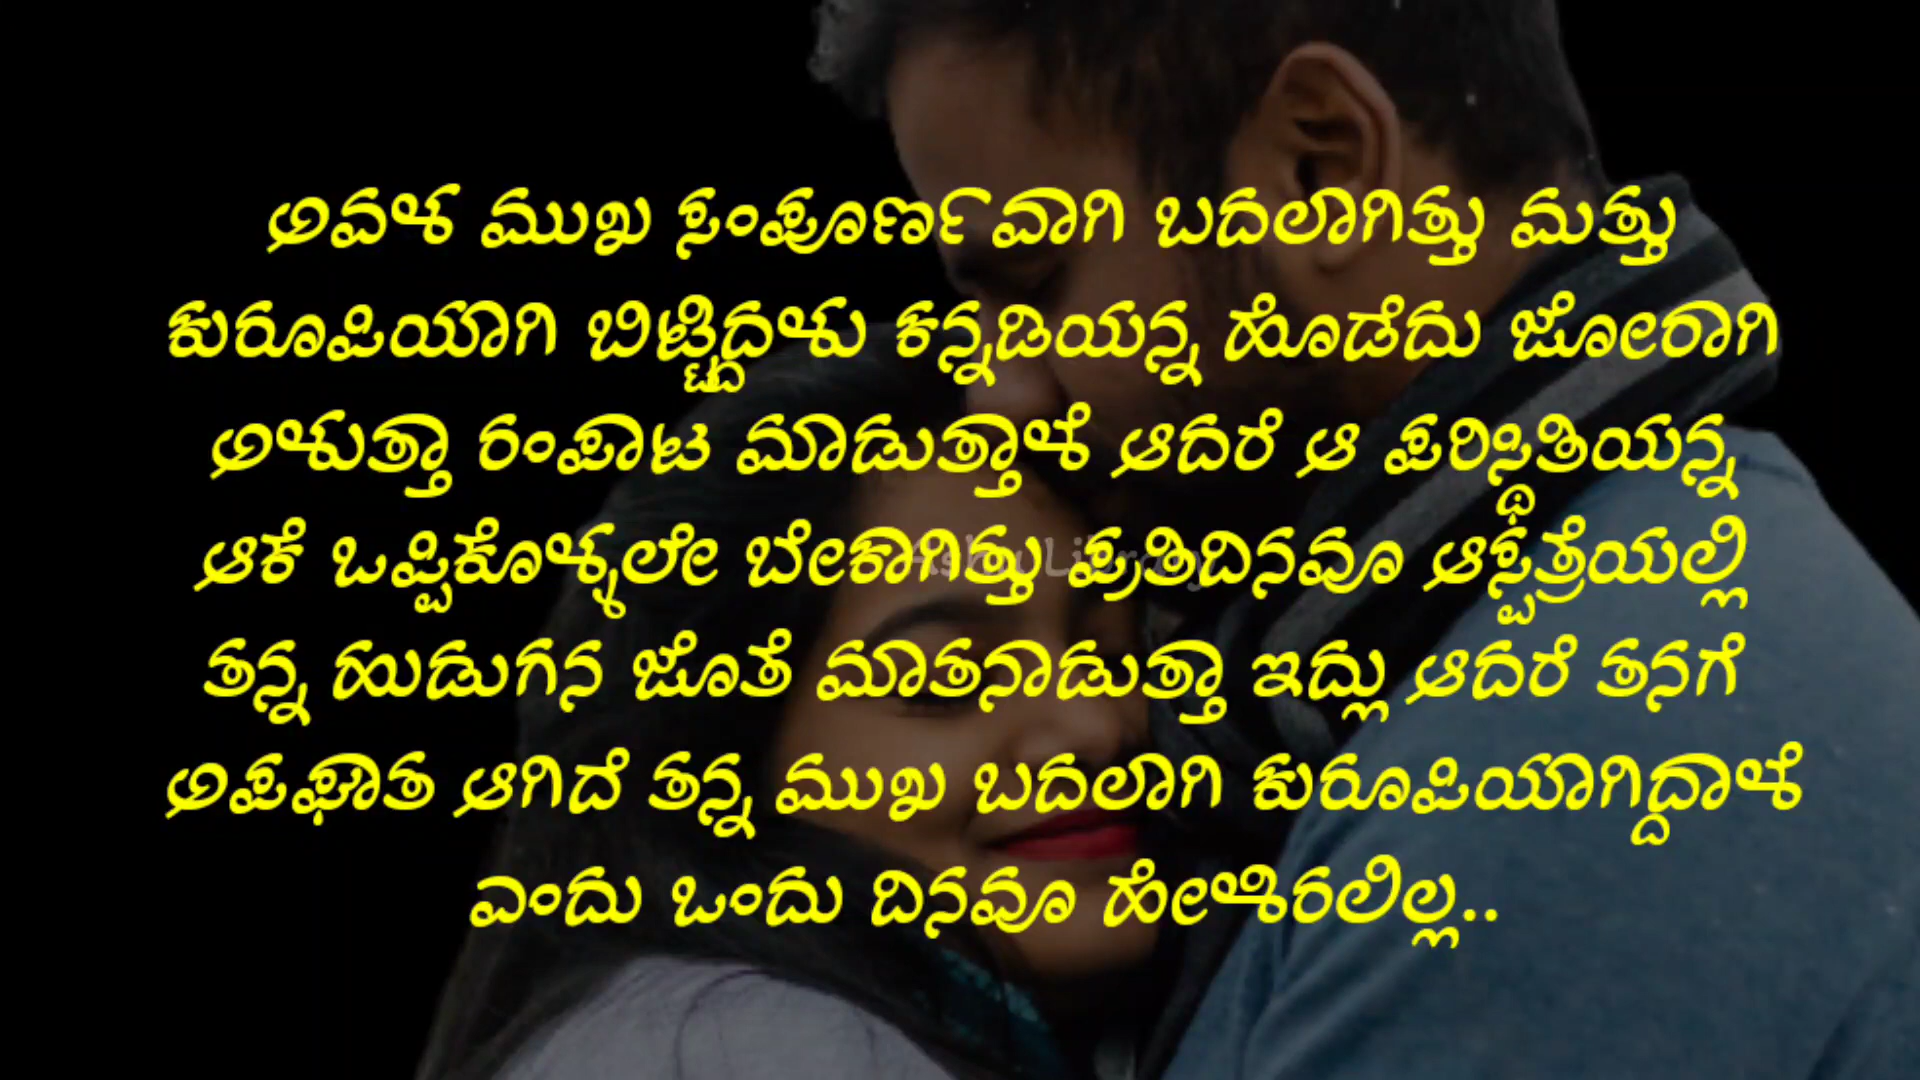 ಅವಳ ಮುಖ ಸಂಪೂರ್ಣವಾಗಿ ಬದಲಾಗಿತ್ತು ಮತ್ತು
ಕುರೂಪಿಯಾಗಿ ಬಿಟ್ಟಿದ್ದಳು ಕನ್ನಡಿಯನ್ನ ಹೊಡೆದು ಜೋರಾಗಿ
ಅಳುತ್ತಾ ರಂಪಾಟ ಮಾಡುತ್ತಾಳೆ ಆದರೆ ಆ ಪರಿಸ್ಥಿತಿಯನ್ನ
ಆಕೆ ಒಪ್ಪಿಕೊಳ್ಳಲೇ ಬೇಕಾಗಿತ್ತು ಪ್ರತಿದಿನವೂ ಆಸ್ಪತ್ರೆಯಲ್ಲಿ
ತನ್ನ ಹುಡುಗನ ಜೊತೆ ಮಾತನಾಡುತ್ತಾ ಇದ್ಲು ಆದರೆ ತನಗೆ
ಅಪಘಾತ ಆಗಿದೆ ತನ್ನ ಮುಖ ಬದಲಾಗಿ ಕುರೂಪಿಯಾಗಿದ್ದಾಳೆ
ಎಂದು ಒಂದು ದಿನವೂ ಹೇಳಿರಲಿಲ್ಲ..